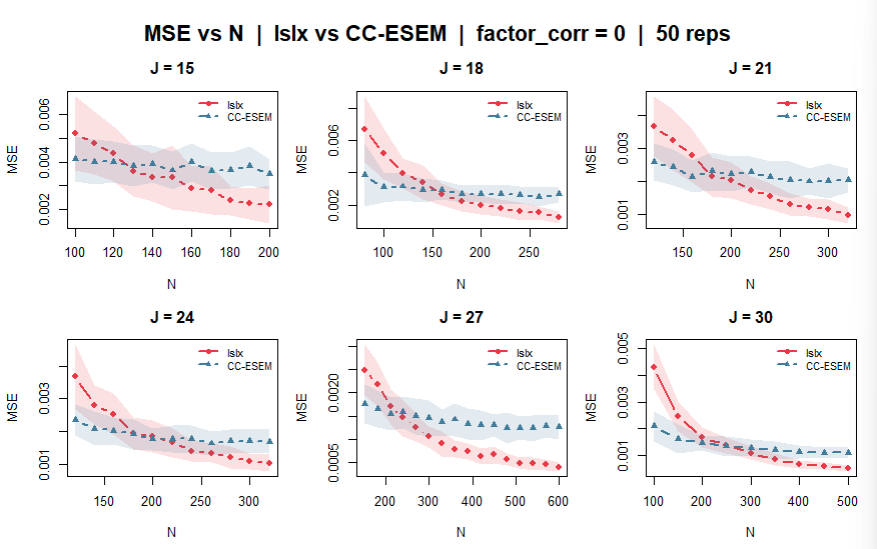 MSE vs N | lslx vs CC-ESEM | factor_corr = 0 | 50 reps
J = 15
MSE
0.002 0.004 0.006
lslx
CC-ESEM
100 120 140 160 180 200
N
J = 18
MSE
0.002 0.006
lslx
CC-ESEM
100 150 200 250
N
J = 21
MSE
0.001 0.003
lslx
CC-ESEM
150 200 250 300
N
J = 24
MSE
0.001 0.003
lslx
CC-ESEM
150 200 250 300
N
J = 27
MSE
0.0005 0.0020
lslx
CC-ESEM
200 300 400 500 600
N
J = 30
MSE
0.001 0.003 0.005
lslx
CC-ESEM
100 200 300 400 500
N